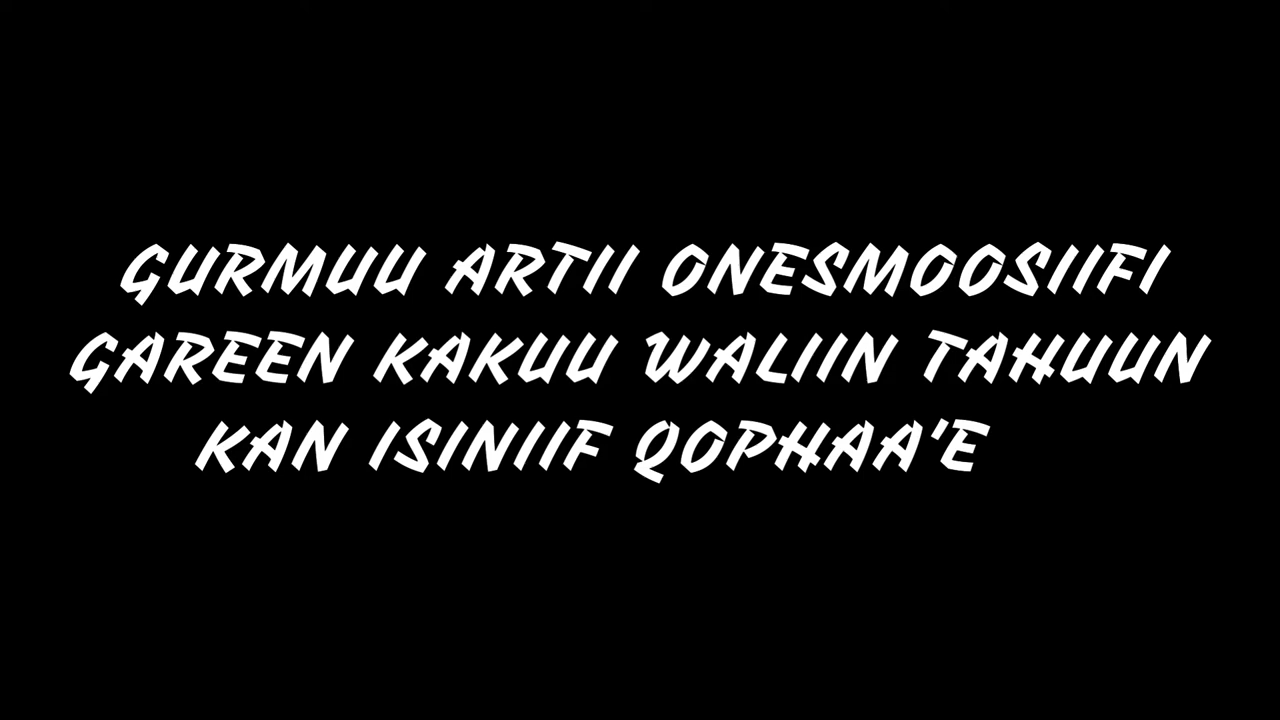 GURMUU ARTII ONESMOOSIIFI
GAREEN KAKUU WALIIN TAHUUN
KAN ISINIIF QOPHAA'E